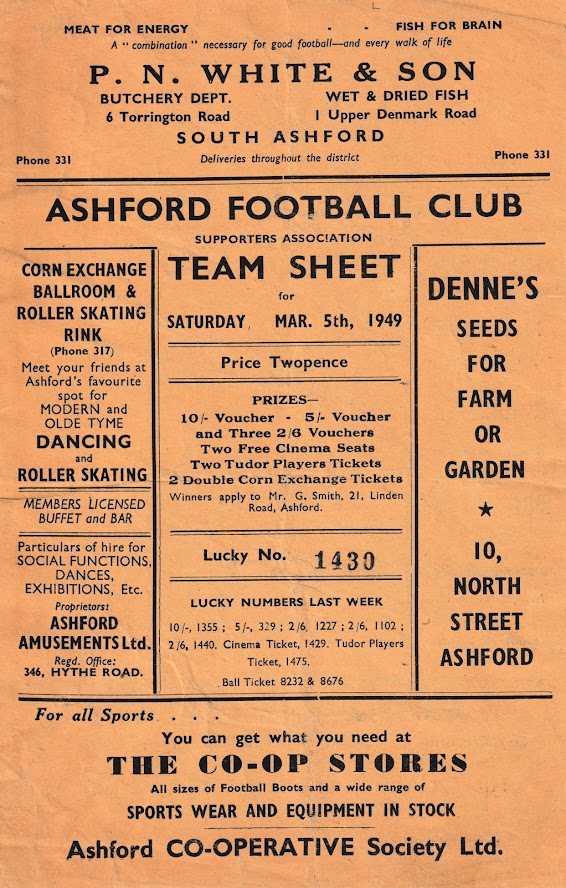 MEAT FOR ENERGY - - FISH FOR BRAIN
A "combination" necessary for good football—and every walk of life
P. N. WHITE & SON
BUTCHERY DEPT. WET & DRIED FISH
6 Torrington Road 1 Upper Denmark Road
SOUTH ASHFORD
Phone 331 Deliveries throughout the district Phone 331
ASHFORD FOOTBALL CLUB
SUPPORTERS ASSOCIATION
CORN EXCHANGE
BALLROOM &
ROLLER SKATING
RINK
(Phone 317)
Meet your friends at
Ashford's favourite
spot for
MODERN and
OLDE TYME
DANCING
and
ROLLER SKATING
MEMBERS LICENSED
BUFFET and BAR
Particulars of hire for
SOCIAL FUNCTIONS,
DANCES,
EXHIBITIONS, Etc.
Proprietors:
ASHFORD
AMUSEMENTS Ltd.
Regd. Office:
346, HYTHE ROAD.
TEAM SHEET
for
SATURDAY, MAR. 5th, 1949
Price Twopence
PRIZES—
10/- Voucher - 5/- Voucher
and Three 2/6 Vouchers
Two Free Cinema Seats
Two Tudor Players Tickets
2 Double Corn Exchange Tickets
Winners apply to Mr. G. Smith, 21, Linden
Road, Ashford.
Lucky No. 1430
LUCKY NUMBERS LAST WEEK
10/-, 1355 ; 5/-, 329 ; 2/6, 1227 ; 2/6, 1102 ;
2/6, 1440. Cinema Ticket, 1429. Tudor Players
Ticket, 1475.
Ball Ticket 8232 & 8676
DENNE'S
SEEDS
FOR
FARM
OR
GARDEN
★
10,
NORTH
STREET
ASHFORD
For all Sports . . . .
You can get what you need at
THE CO-OP STORES
All sizes of Football Boots and a wide range of
SPORTS WEAR AND EQUIPMENT IN STOCK
Ashford CO-OPERATIVE Society Ltd.